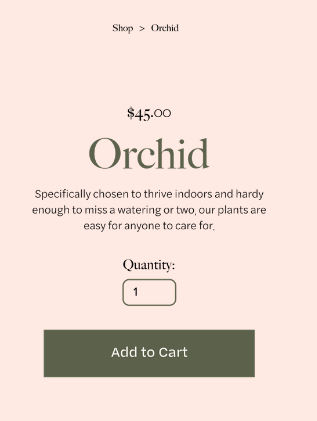 Shop > Orchid
$45.00
Orchid
Specifically chosen to thrive indoors and hardy
enough to miss a watering or two, our plants are
easy for anyone to care for.
Quantity:
1
Add to Cart